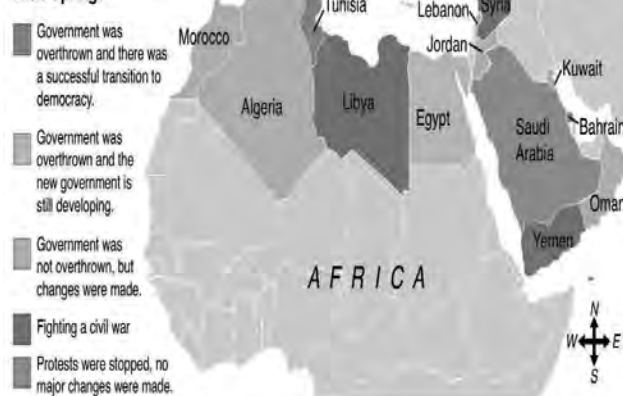 Government was
overthrown and there was
a successful transition to
democracy.
Government was
overthrown and the
new government is
still developing.
Government was
not overthrown, but
changes were made.
Fighting a civil war
Protests were stopped, no
major changes were made.
Tunisia
Lebanon
Syria
Morocco
Jordan
Kuwait
Algeria
Libya
Egypt
Saudi
Arabia
Bahrain
Oman
Yemen
AFRICA
N
W E
S